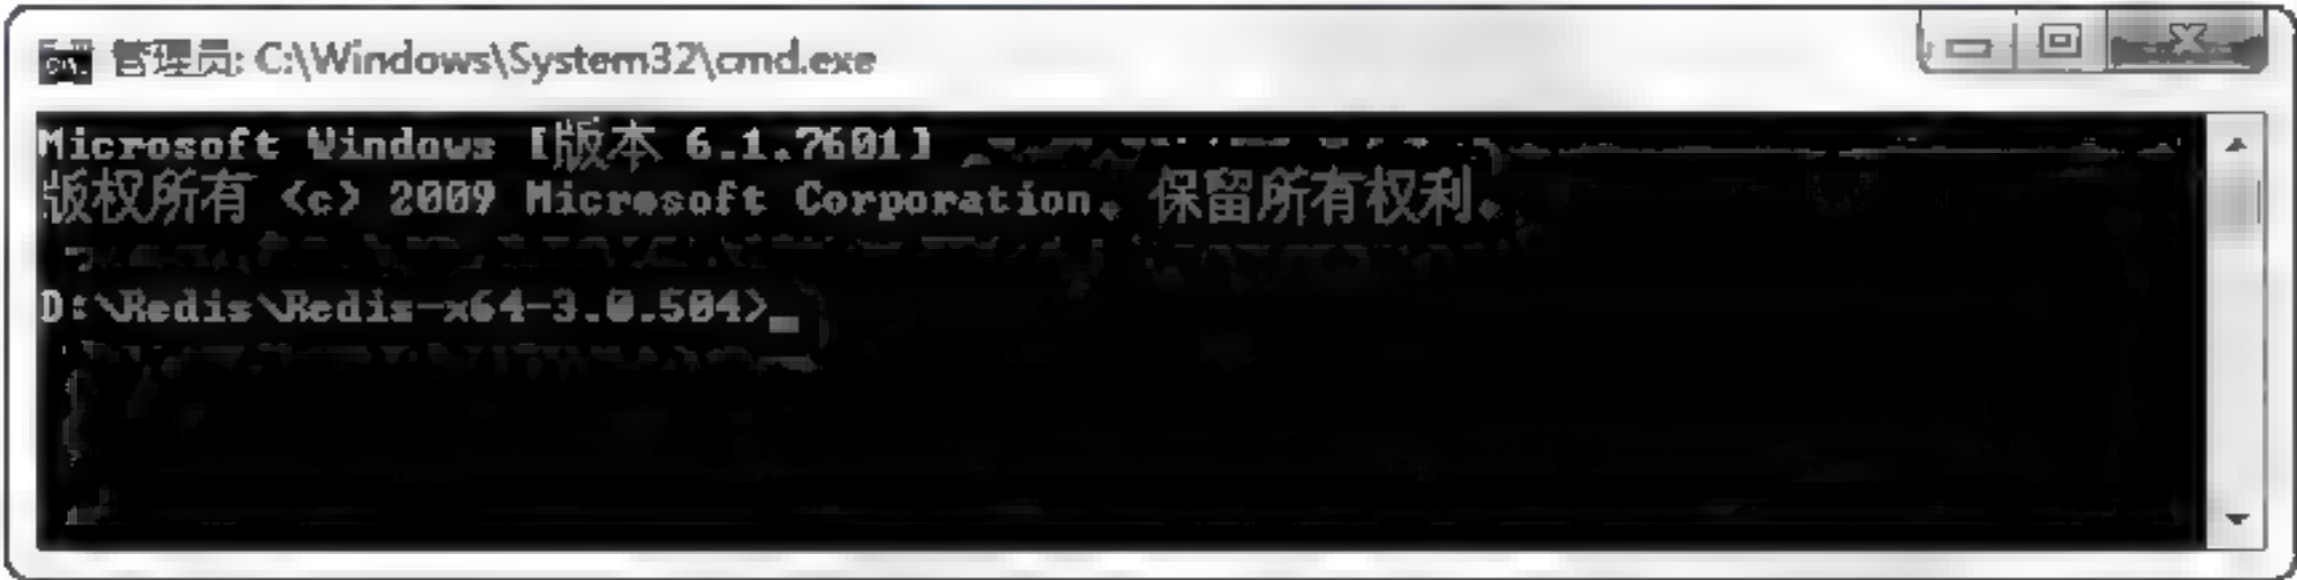 管理员: C:\Windows\System32\cmd.exe
Microsoft Windows [版本 6.1.7601]
版权所有 (c) 2009 Microsoft Corporation。保留所有权利。
D:\Redis\Redis-x64-3.0.504>_